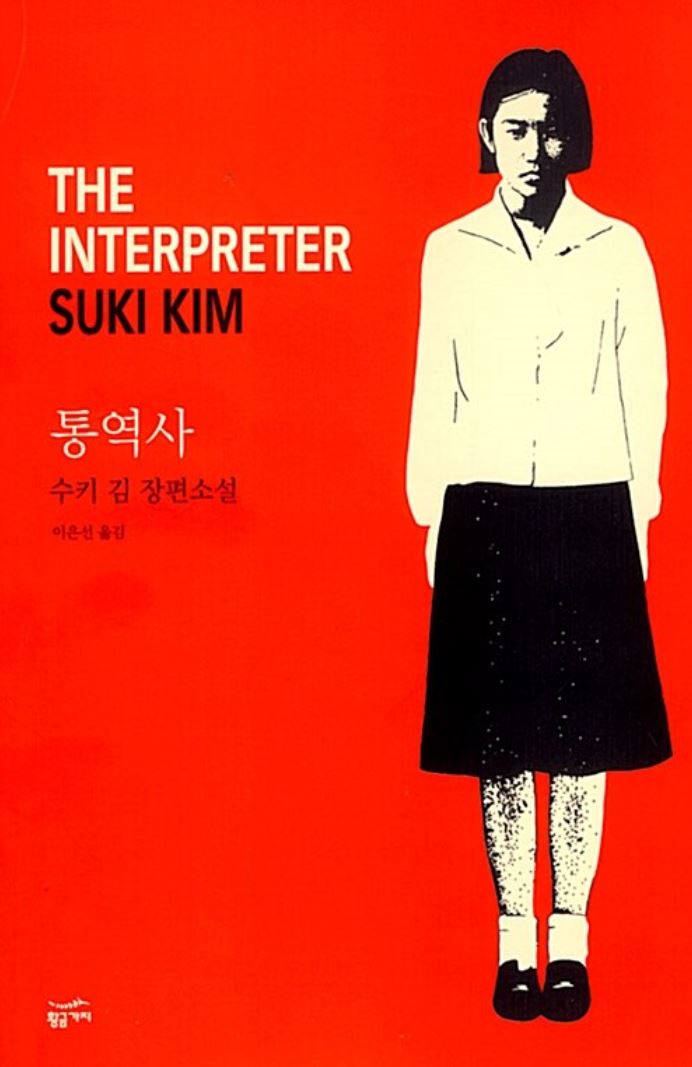 THE
INTERPRETER
SUKI KIM
통역사
수키 김 장편소설
이은선 옮김
황금가지